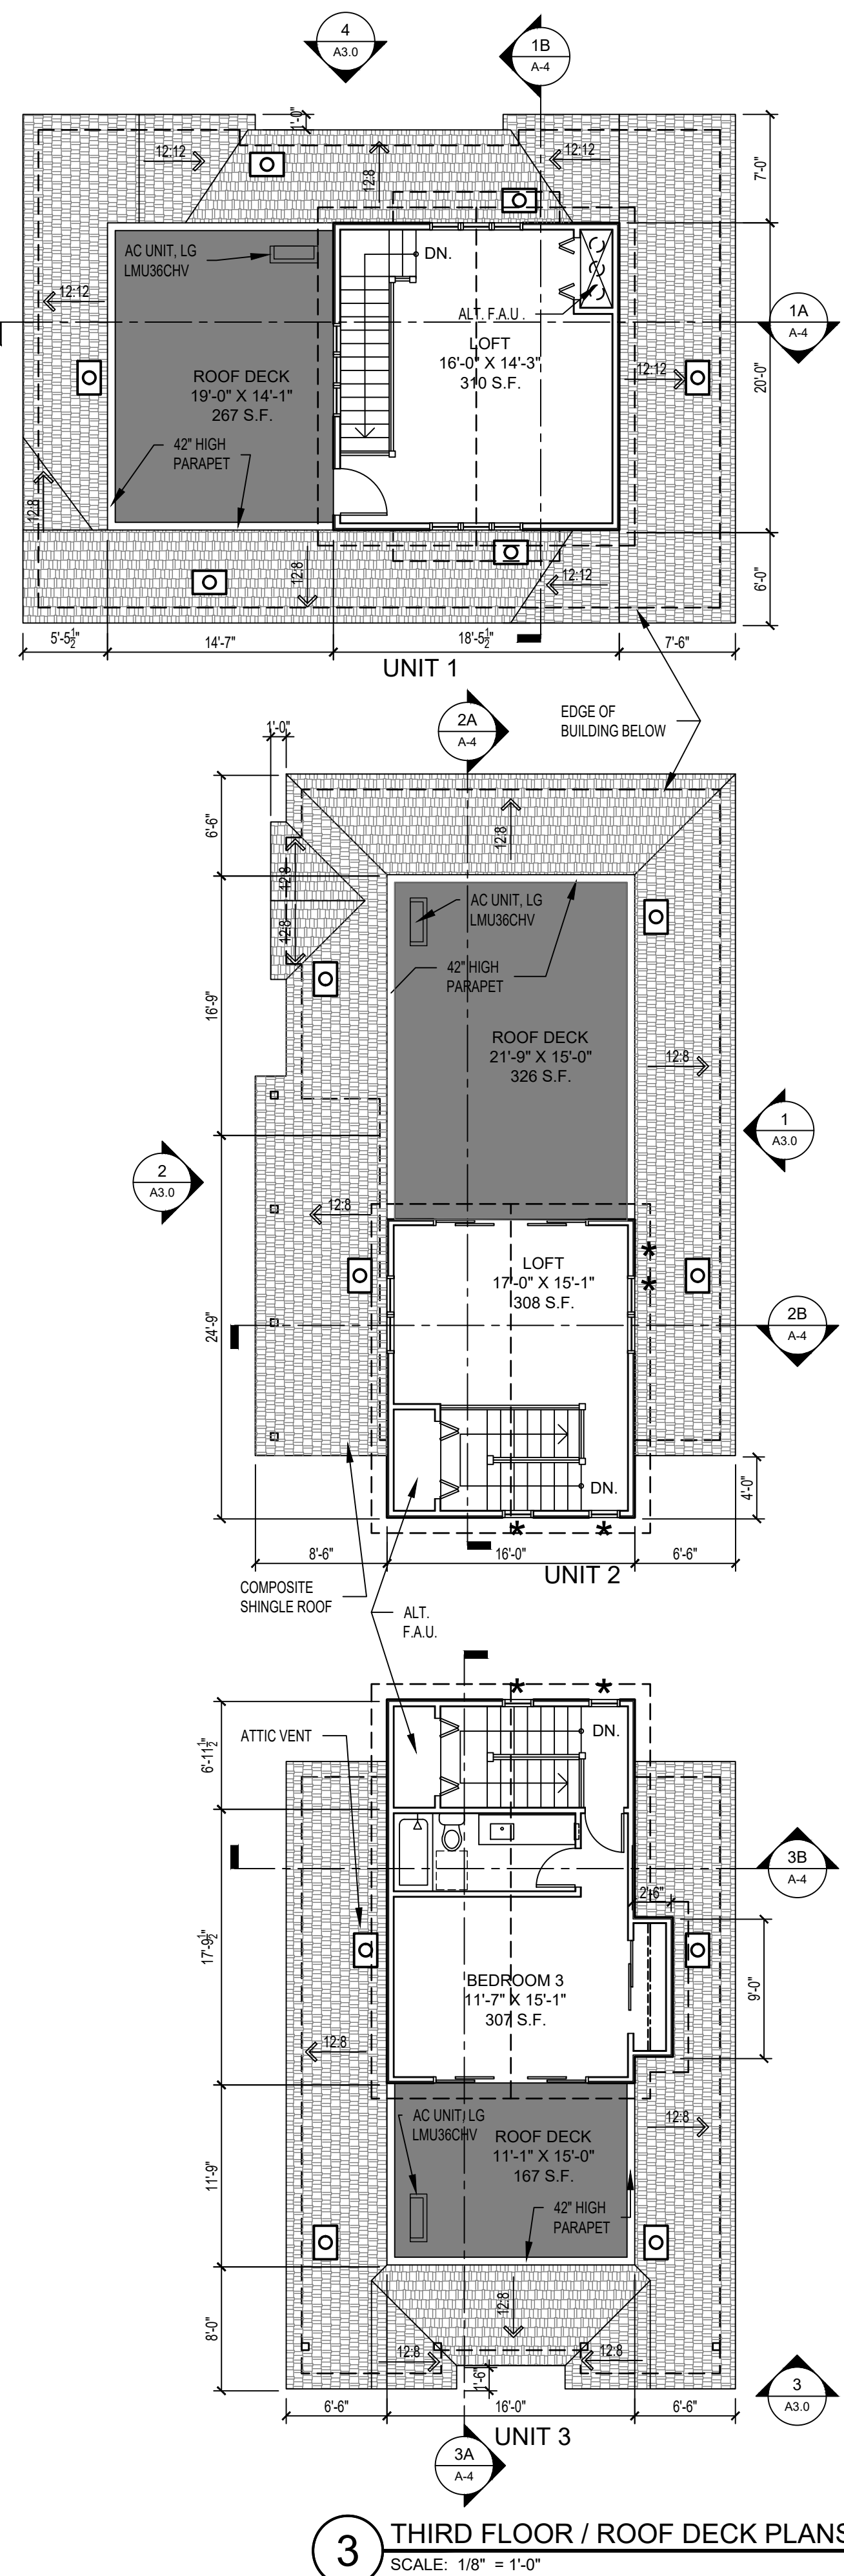 4
A3.0
1B
A-4
1'-0"
12:12
12:12
12:8
7'-0"
AC UNIT, LG
LMU36CHV
DN.
12:12
ALT. F.A.U.
LOFT
16'-0" X 14'-3"
310 S.F.
1A
A-4
ROOF DECK
19'-0" X 14'-1"
267 S.F.
12:12
20'-0"
42" HIGH
PARAPET
12:8
12:8
12:12
6'-0"
5'-5½"
14'-7"
18'-5½"
7'-6"
UNIT 1
2A
A-4
EDGE OF
BUILDING BELOW
1'-0"
6'-6"
12:8
12:8
12:8
AC UNIT, LG
LMU36CHV
42" HIGH
PARAPET
16'-9"
ROOF DECK
21'-9" X 15'-0"
326 S.F.
12:8
1
A3.0
2
A3.0
12:8
LOFT
17'-0" X 15'-1"
308 S.F.
*
*
24'-9"
2B
A-4
DN.
4'-0"
*
*
8'-6"
16'-0"
6'-6"
UNIT 2
COMPOSITE
SHINGLE ROOF
ALT.
F.A.U.
*
*
6'-11½"
ATTIC VENT
DN.
3B
A-4
2'-6"
17'-9½"
BEDROOM 3
11'-7" X 15'-1"
307 S.F.
9'-0"
12:8
AC UNIT, LG
LMU36CHV
12:8
ROOF DECK
11'-1" X 15'-0"
167 S.F.
11'-9"
42" HIGH
PARAPET
8'-0"
12:8
12:8
12:8
1'-6"
3
A3.0
6'-6"
16'-0"
6'-6"
UNIT 3
3A
A-4
3
THIRD FLOOR / ROOF DECK PLANS
SCALE: 1/8" = 1'-0"